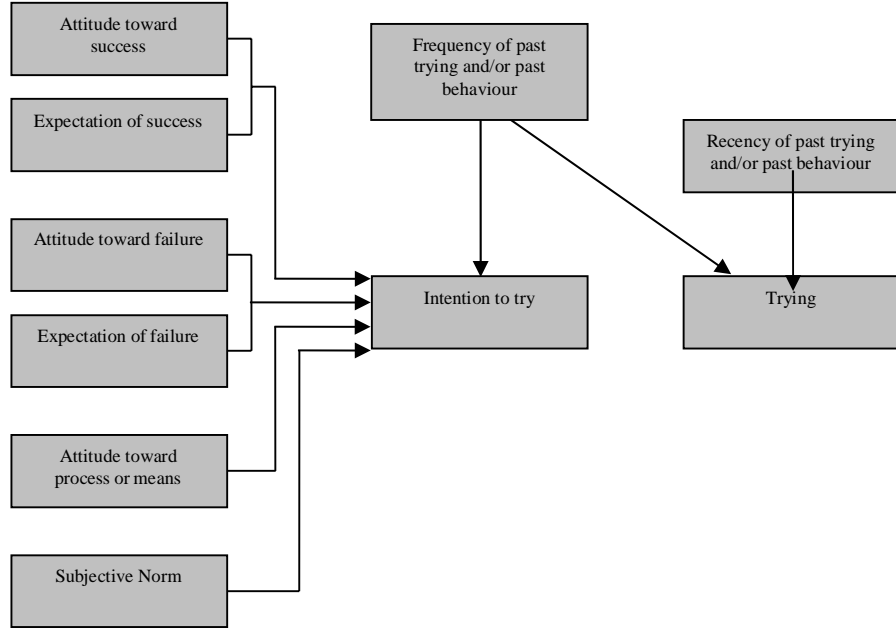 Attitude toward
success
Expectation of success
Attitude toward failure
Expectation of failure
Attitude toward
process or means
Subjective Norm
Frequency of past
trying and/or past
behaviour
Intention to try
Recency of past trying
and/or past behaviour
Trying